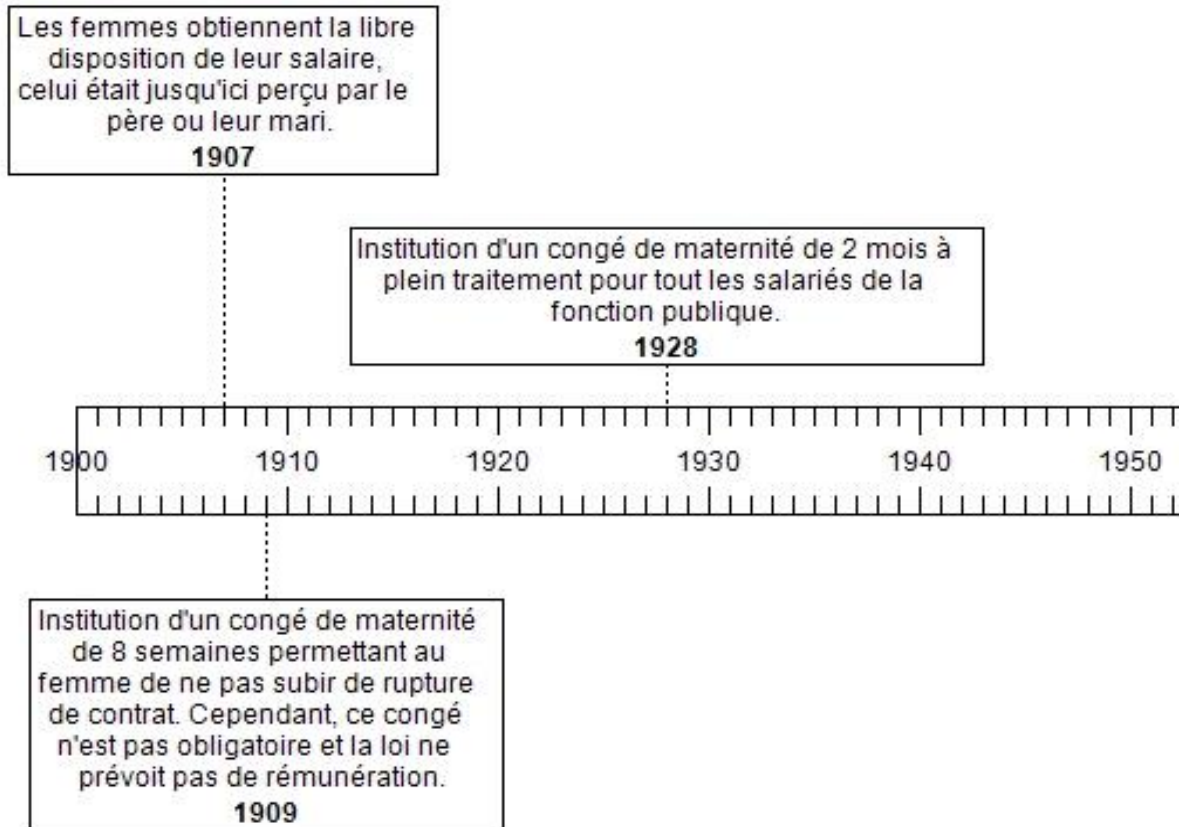 Les femmes obtiennent la libre
disposition de leur salaire,
celui était jusqu'ici perçu par le
père ou leur mari.
1907
Institution d'un congé de maternité de 2 mois à
plein traitement pour tout les salariés de la
fonction publique.
1928
1900 1910 1920 1930 1940 1950
Institution d'un congé de maternité
de 8 semaines permettant au
femme de ne pas subir de rupture
de contrat. Cependant, ce congé
n'est pas obligatoire et la loi ne
prévoit pas de rémunération.
1909